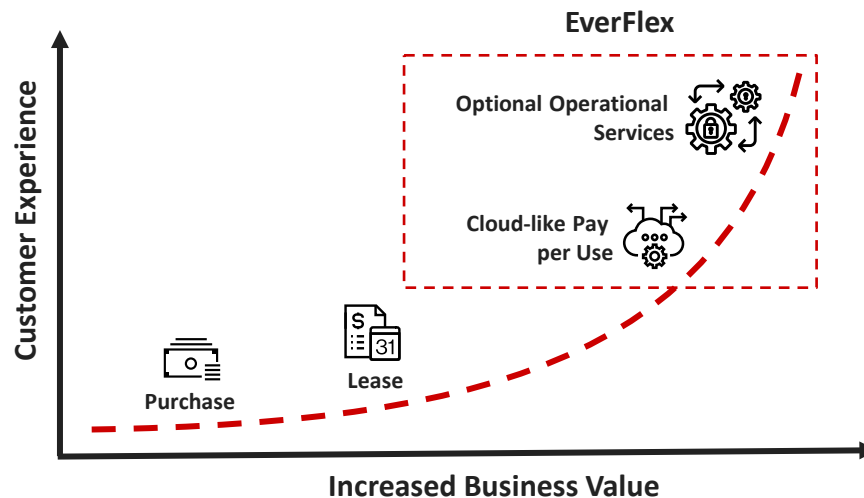 EverFlex
Customer Experience
Optional Operational
Services
Cloud-like Pay
per Use
$
31
Lease
Purchase
Increased Business Value